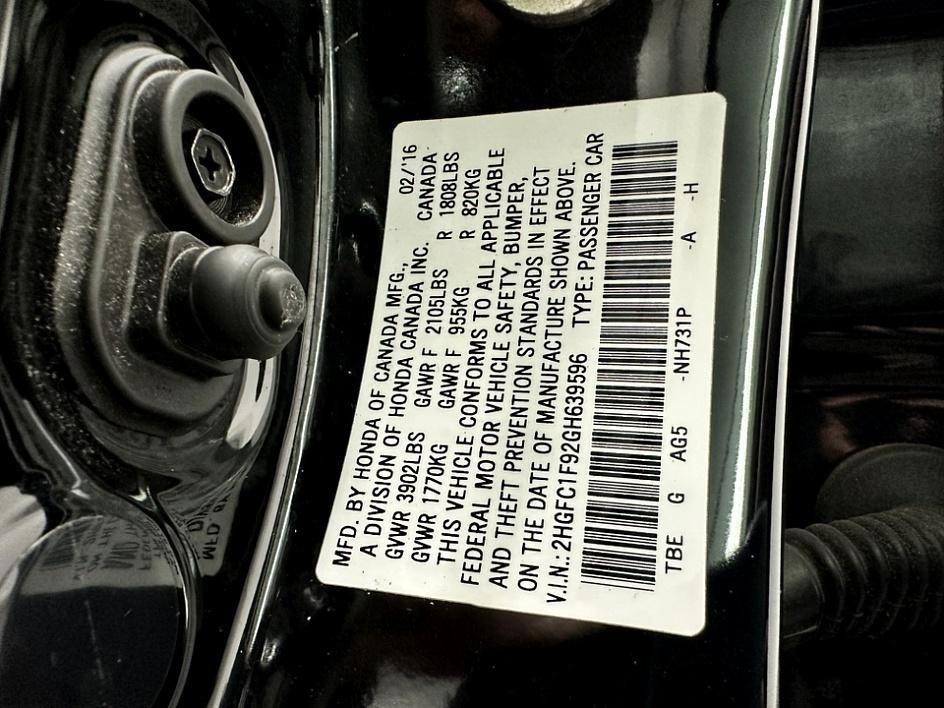 MFD. BY HONDA OF CANADA MFG., 02/'16
A DIVISION OF HONDA CANADA INC. CANADA
GVWR 3902LBS GAWR F 2105LBS R 1808LBS
GVWR 1770KG GAWR F 955KG R 820KG
THIS VEHICLE CONFORMS TO ALL APPLICABLE
FEDERAL MOTOR VEHICLE SAFETY, BUMPER,
AND THEFT PREVENTION STANDARDS IN EFFECT
ON THE DATE OF MANUFACTURE SHOWN ABOVE.
V.I.N.:2HGFC1F92GH639596 TYPE: PASSENGER CAR
TBE G AG5 -NH731P -A -H